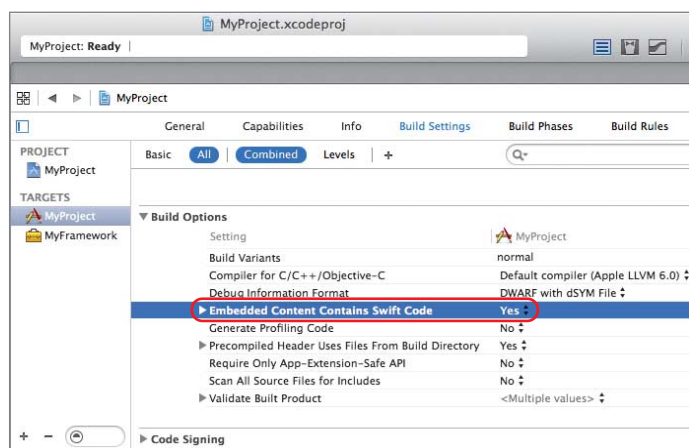 MyProject.xcodeproj
MyProject: Ready
MyProject
General Capabilities Info Build Settings Build Phases Build Rules
PROJECT
MyProject
TARGETS
MyProject
MyFramework
Basic All Combined Levels +
Build Options
Setting MyProject
Build Variants normal
Compiler for C/C++/Objective-C Default compiler (Apple LLVM 6.0)
Debug Information Format DWARF with dSYM File
Embedded Content Contains Swift Code Yes
Generate Profiling Code No
Precompiled Header Uses Files From Build Directory Yes
Require Only App-Extension-Safe API No
Scan All Source Files for Includes No
Validate Built Product <Multiple values>
Code Signing